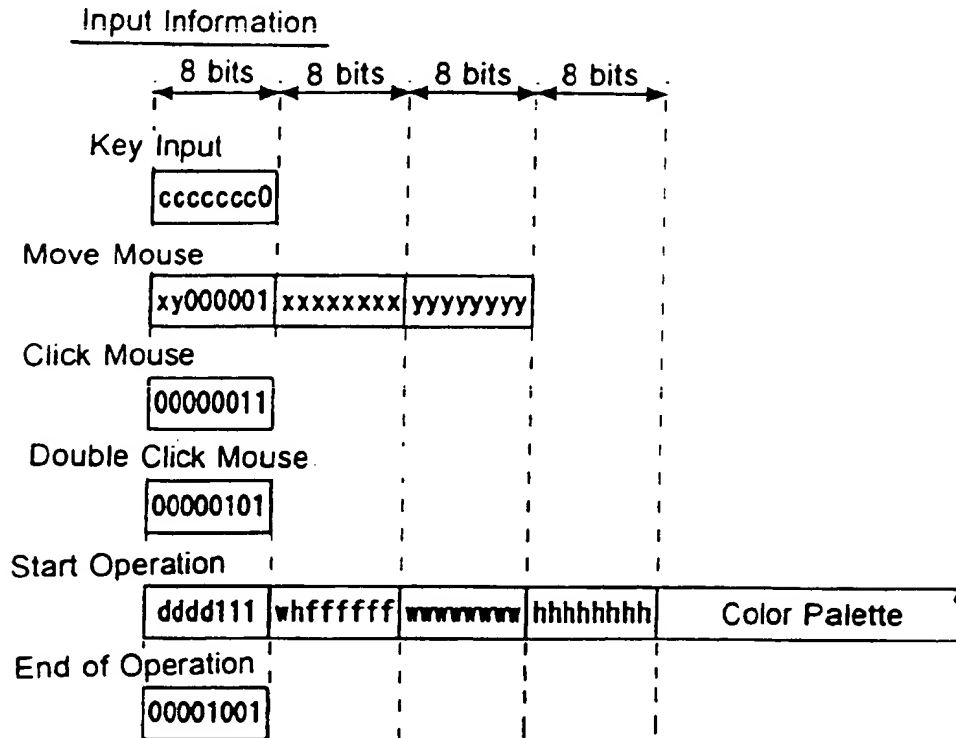 Input Information
8 bits 8 bits 8 bits 8 bits
Key Input
ccccccc0
Move Mouse
xy000001 xxxxxxxx yyyyyyyy
Click Mouse
00000011
Double Click Mouse
00000101
Start Operation
dddd111 whffffff wwwwwwww hhhhhhhh Color Palette
End of Operation
00001001